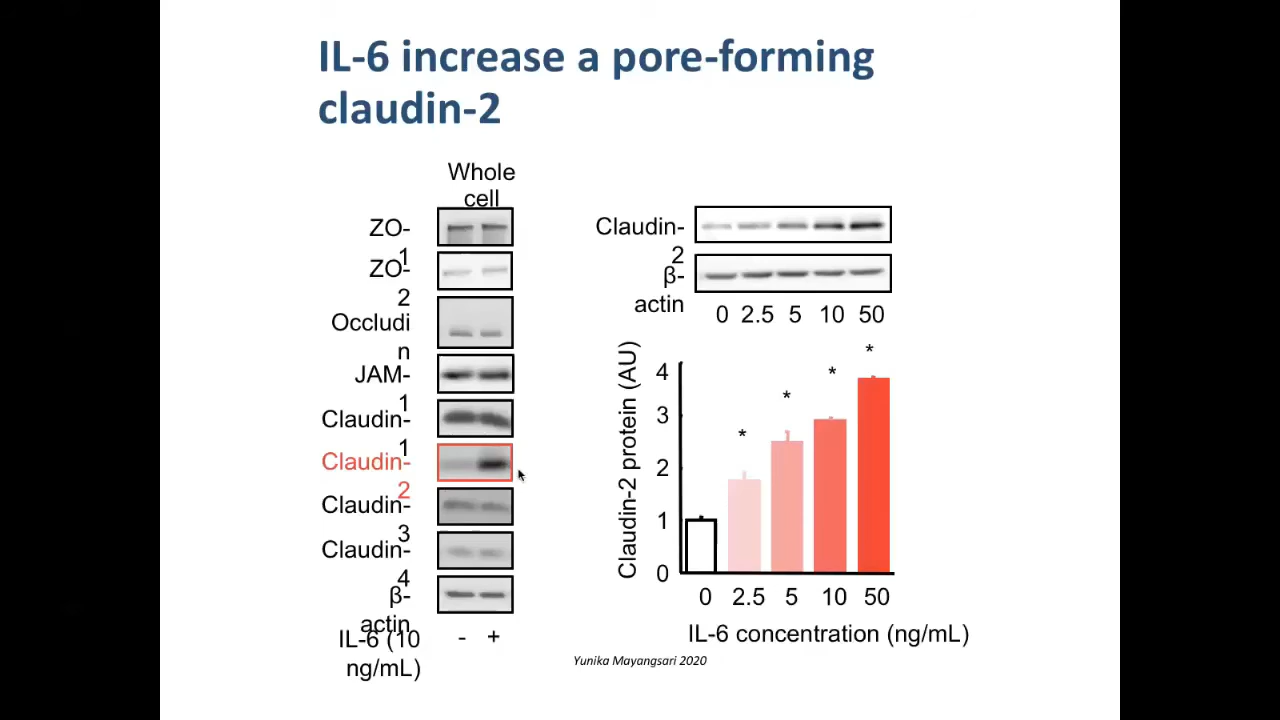 IL-6 increase a pore-forming
claudin-2
Whole
cell
ZO-
1
ZO-
2
Occludi
n
JAM-
1
Claudin-
1
Claudin-
2
Claudin-
3
Claudin-
4
β-
actin
IL-6 (10
ng/mL)
- +
Claudin-
2
β-
actin
0 2.5 5 10 50
Claudin-2 protein (AU)
4
3
2
1
0
* * * *
0 2.5 5 10 50
IL-6 concentration (ng/mL)
Yunika Mayangsari 2020